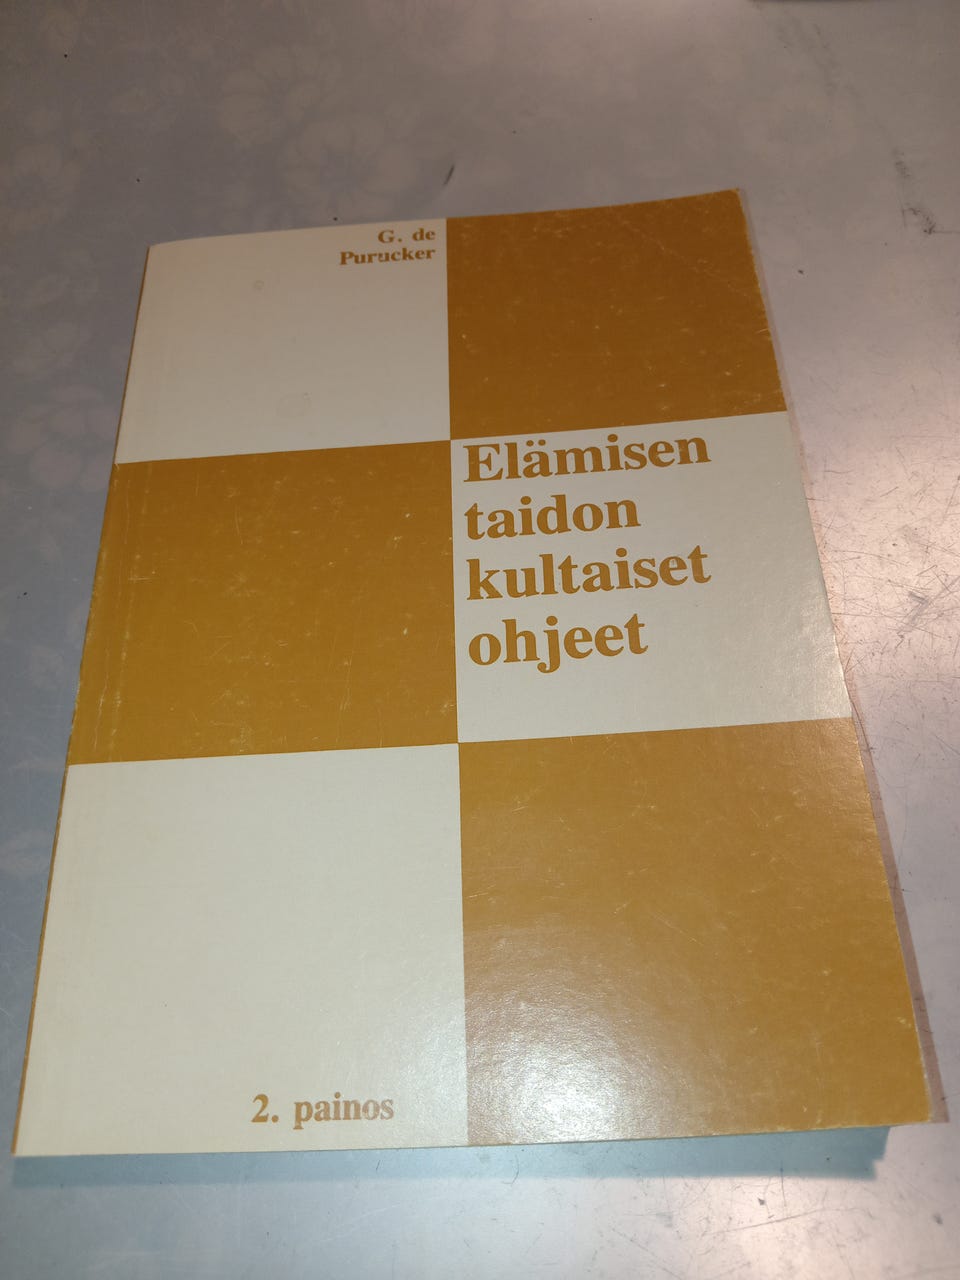 G. de
Purucker
Elämisen
taidon
kultaiset
ohjeet
2. painos